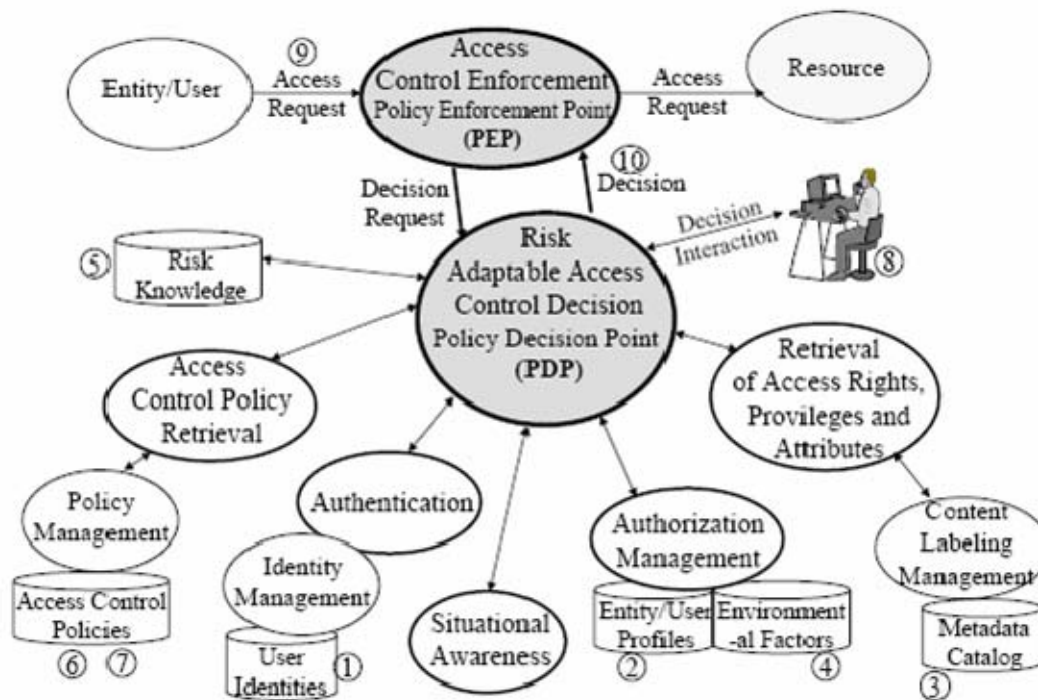 Entity/User
⑨
Access
Request
Access
Control Enforcement
Policy Enforcement Point
(PEP)
Access
Request
Resource
Decision
Request
⑩
Decision
Decision
Interaction
⑧
⑤
Risk
Knowledge
Risk
Adaptable Access
Control Decision
Policy Decision Point
(PDP)
Access
Control Policy
Retrieval
Retrieval
of Access Rights,
Provileges and
Attributes
Policy
Management
Access Control
Policies
⑥ ⑦
Authentication
Identity
Management
User
Identities
①
Situational
Awareness
Authorization
Management
Entity/User
Profiles
②
Environment
-al Factors
④
Content
Labeling
Management
Metadata
Catalog
③